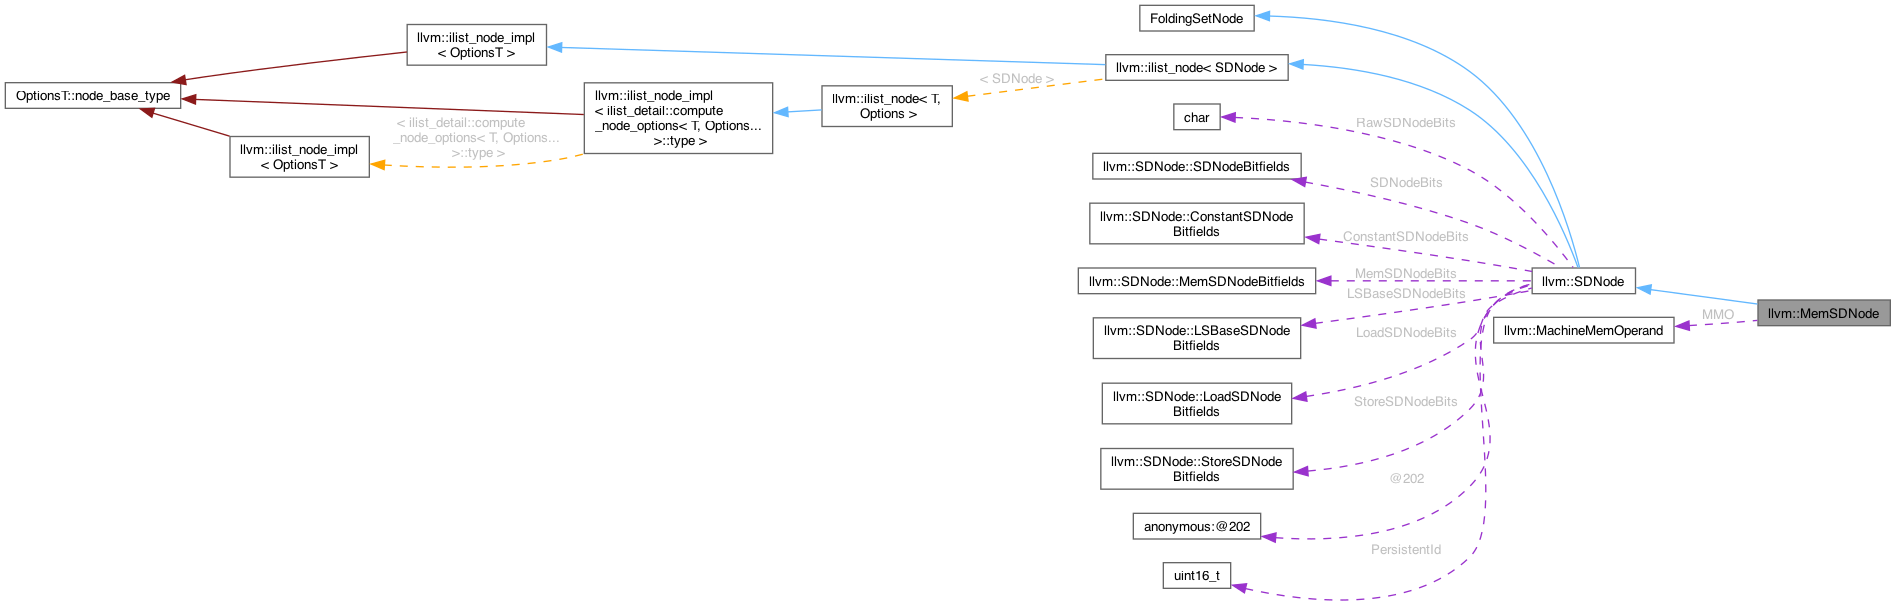 FoldingSetNode
llvm::ilist_node_impl
< OptionsT >
llvm::ilist_node< SDNode >
< SDNode >
OptionsT::node_base_type
llvm::ilist_node_impl
< ilist_detail::compute
_node_options< T, Options...
>::type >
llvm::ilist_node< T,
Options >
< ilist_detail::compute
_node_options< T, Options...
>::type >
llvm::ilist_node_impl
< OptionsT >
char
RawSDNodeBits
llvm::SDNode::SDNodeBitfields
SDNodeBits
llvm::SDNode::ConstantSDNode
Bitfields
ConstantSDNodeBits
llvm::SDNode::MemSDNodeBitfields
MemSDNodeBits
llvm::SDNode
LSBaseSDNodeBits
llvm::SDNode::LSBaseSDNode
Bitfields
llvm::MachineMemOperand
MMO
llvm::MemSDNode
LoadSDNodeBits
llvm::SDNode::LoadSDNode
Bitfields
StoreSDNodeBits
llvm::SDNode::StoreSDNode
Bitfields
@202
anonymous:@202
PersistentId
uint16_t